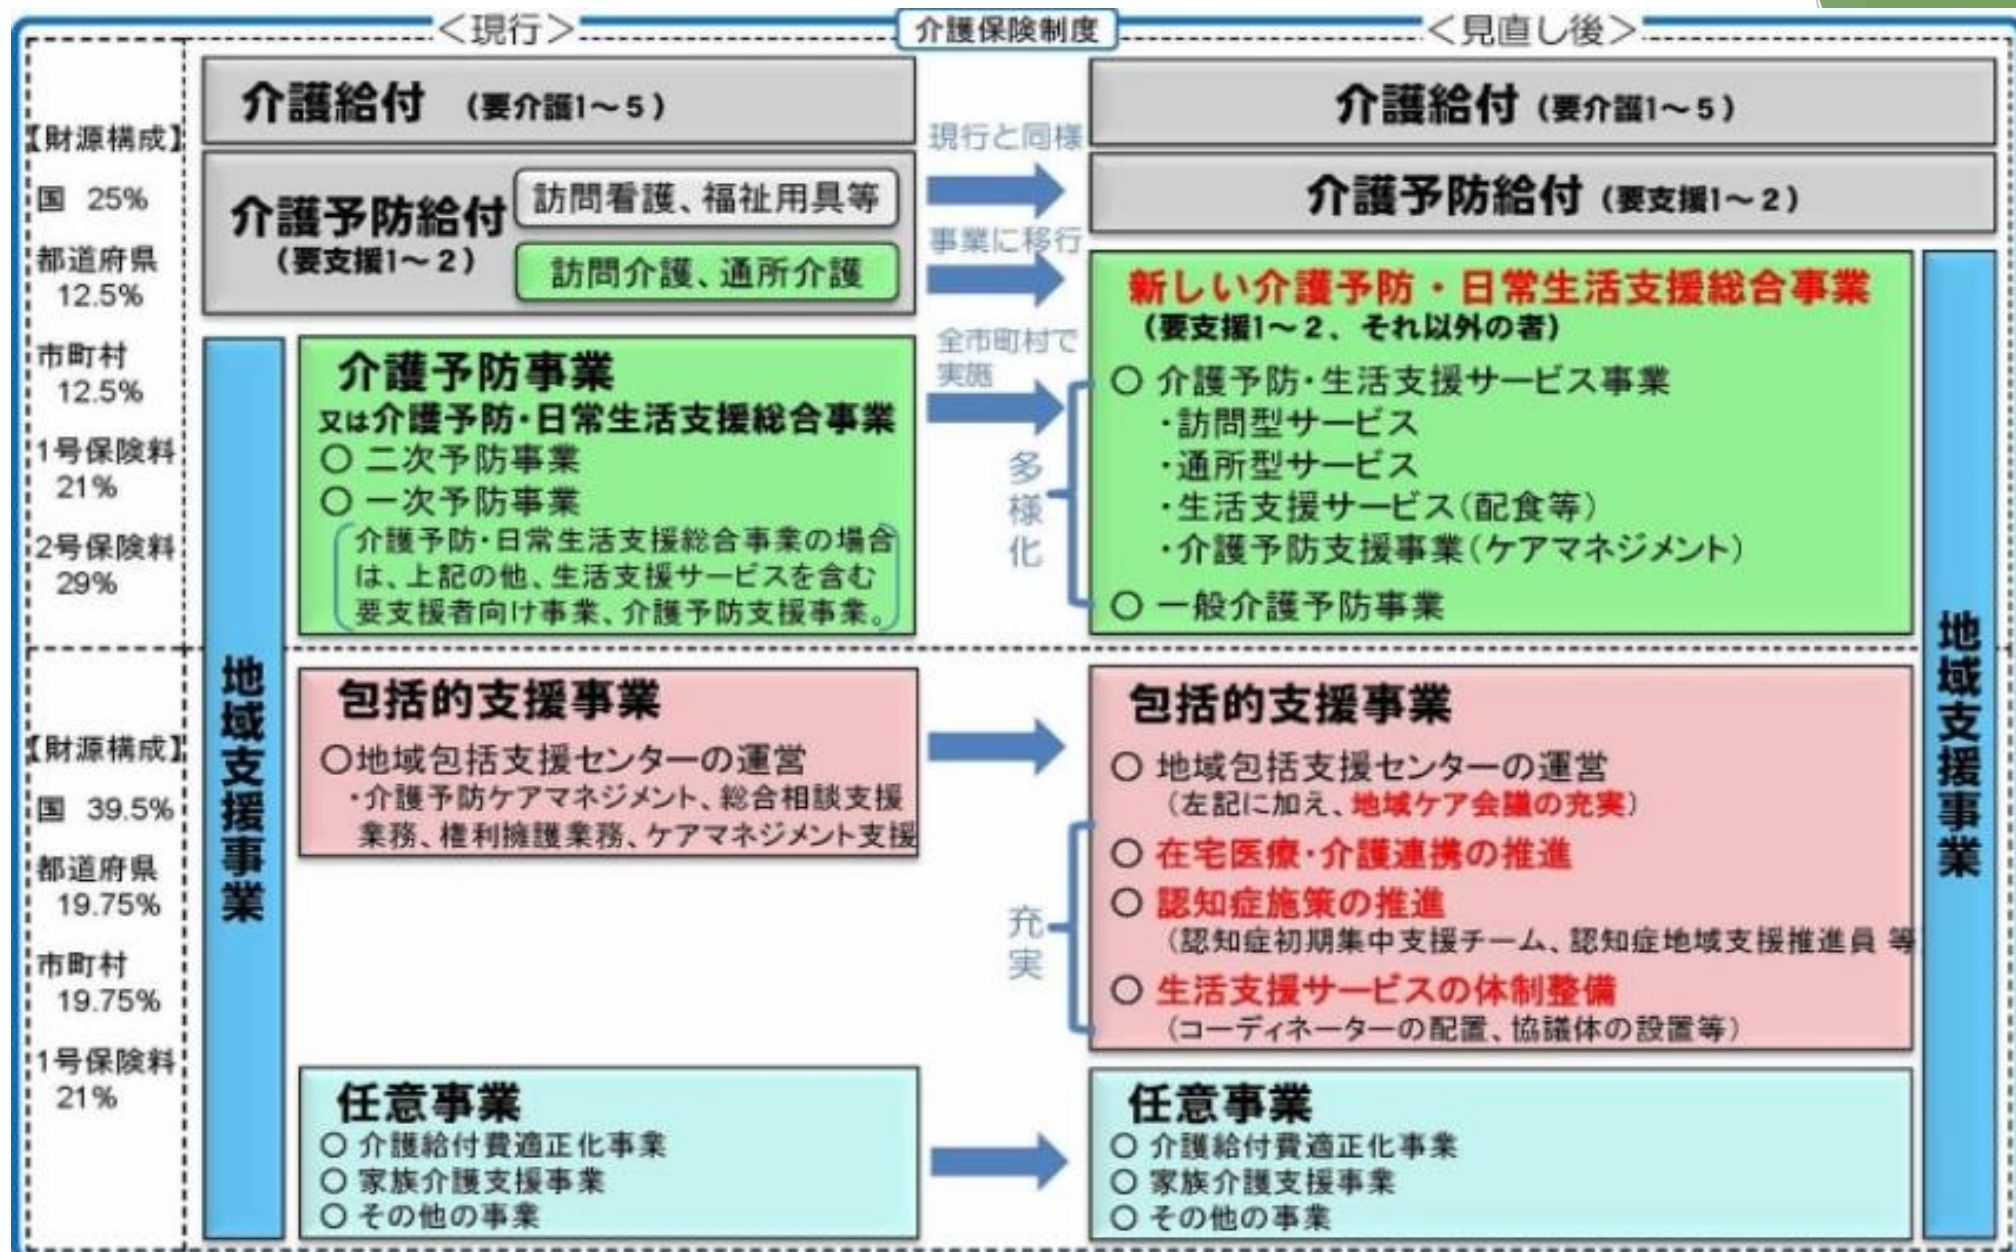 ＜現行＞
介護保険制度
＜見直し後＞
【財源構成】
国 25%
都道府県
12.5%
市町村
12.5%
1号保険料
21%
2号保険料
29%
【財源構成】
国 39.5%
都道府県
19.75%
市町村
19.75%
1号保険料
21%
介護給付 （要介護1～5）
介護予防給付
（要支援1～2）
訪問看護、福祉用具等
訪問介護、通所介護
地域支援事業
介護予防事業
又は介護予防・日常生活支援総合事業
○ 二次予防事業
○ 一次予防事業
介護予防・日常生活支援総合事業の場合
は、上記の他、生活支援サービスを含む
要支援者向け事業、介護予防支援事業。
包括的支援事業
○地域包括支援センターの運営
・介護予防ケアマネジメント、総合相談支援
業務、権利擁護業務、ケアマネジメント支援
任意事業
○ 介護給付費適正化事業
○ 家族介護支援事業
○ その他の事業
現行と同様
事業に移行
全市町村で
実施
多様化
充実
介護給付 （要介護1～5）
介護予防給付 （要支援1～2）
新しい介護予防・日常生活支援総合事業
（要支援1～2、それ以外の者）
○ 介護予防・生活支援サービス事業
・訪問型サービス
・通所型サービス
・生活支援サービス（配食等）
・介護予防支援事業（ケアマネジメント）
○ 一般介護予防事業
包括的支援事業
○ 地域包括支援センターの運営
（左記に加え、地域ケア会議の充実）
○ 在宅医療・介護連携の推進
○ 認知症施策の推進
（認知症初期集中支援チーム、認知症地域支援推進員 等
○ 生活支援サービスの体制整備
（コーディネーターの配置、協議体の設置等）
任意事業
○ 介護給付費適正化事業
○ 家族介護支援事業
○ その他の事業
地域支援事業